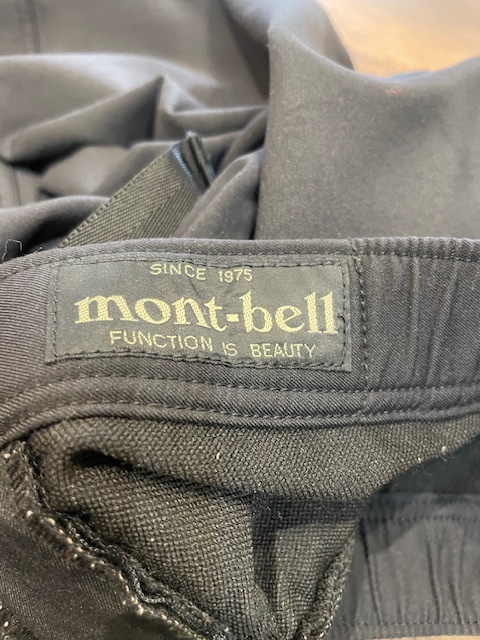 SINCE 1975
mont-bell
FUNCTION IS BEAUTY